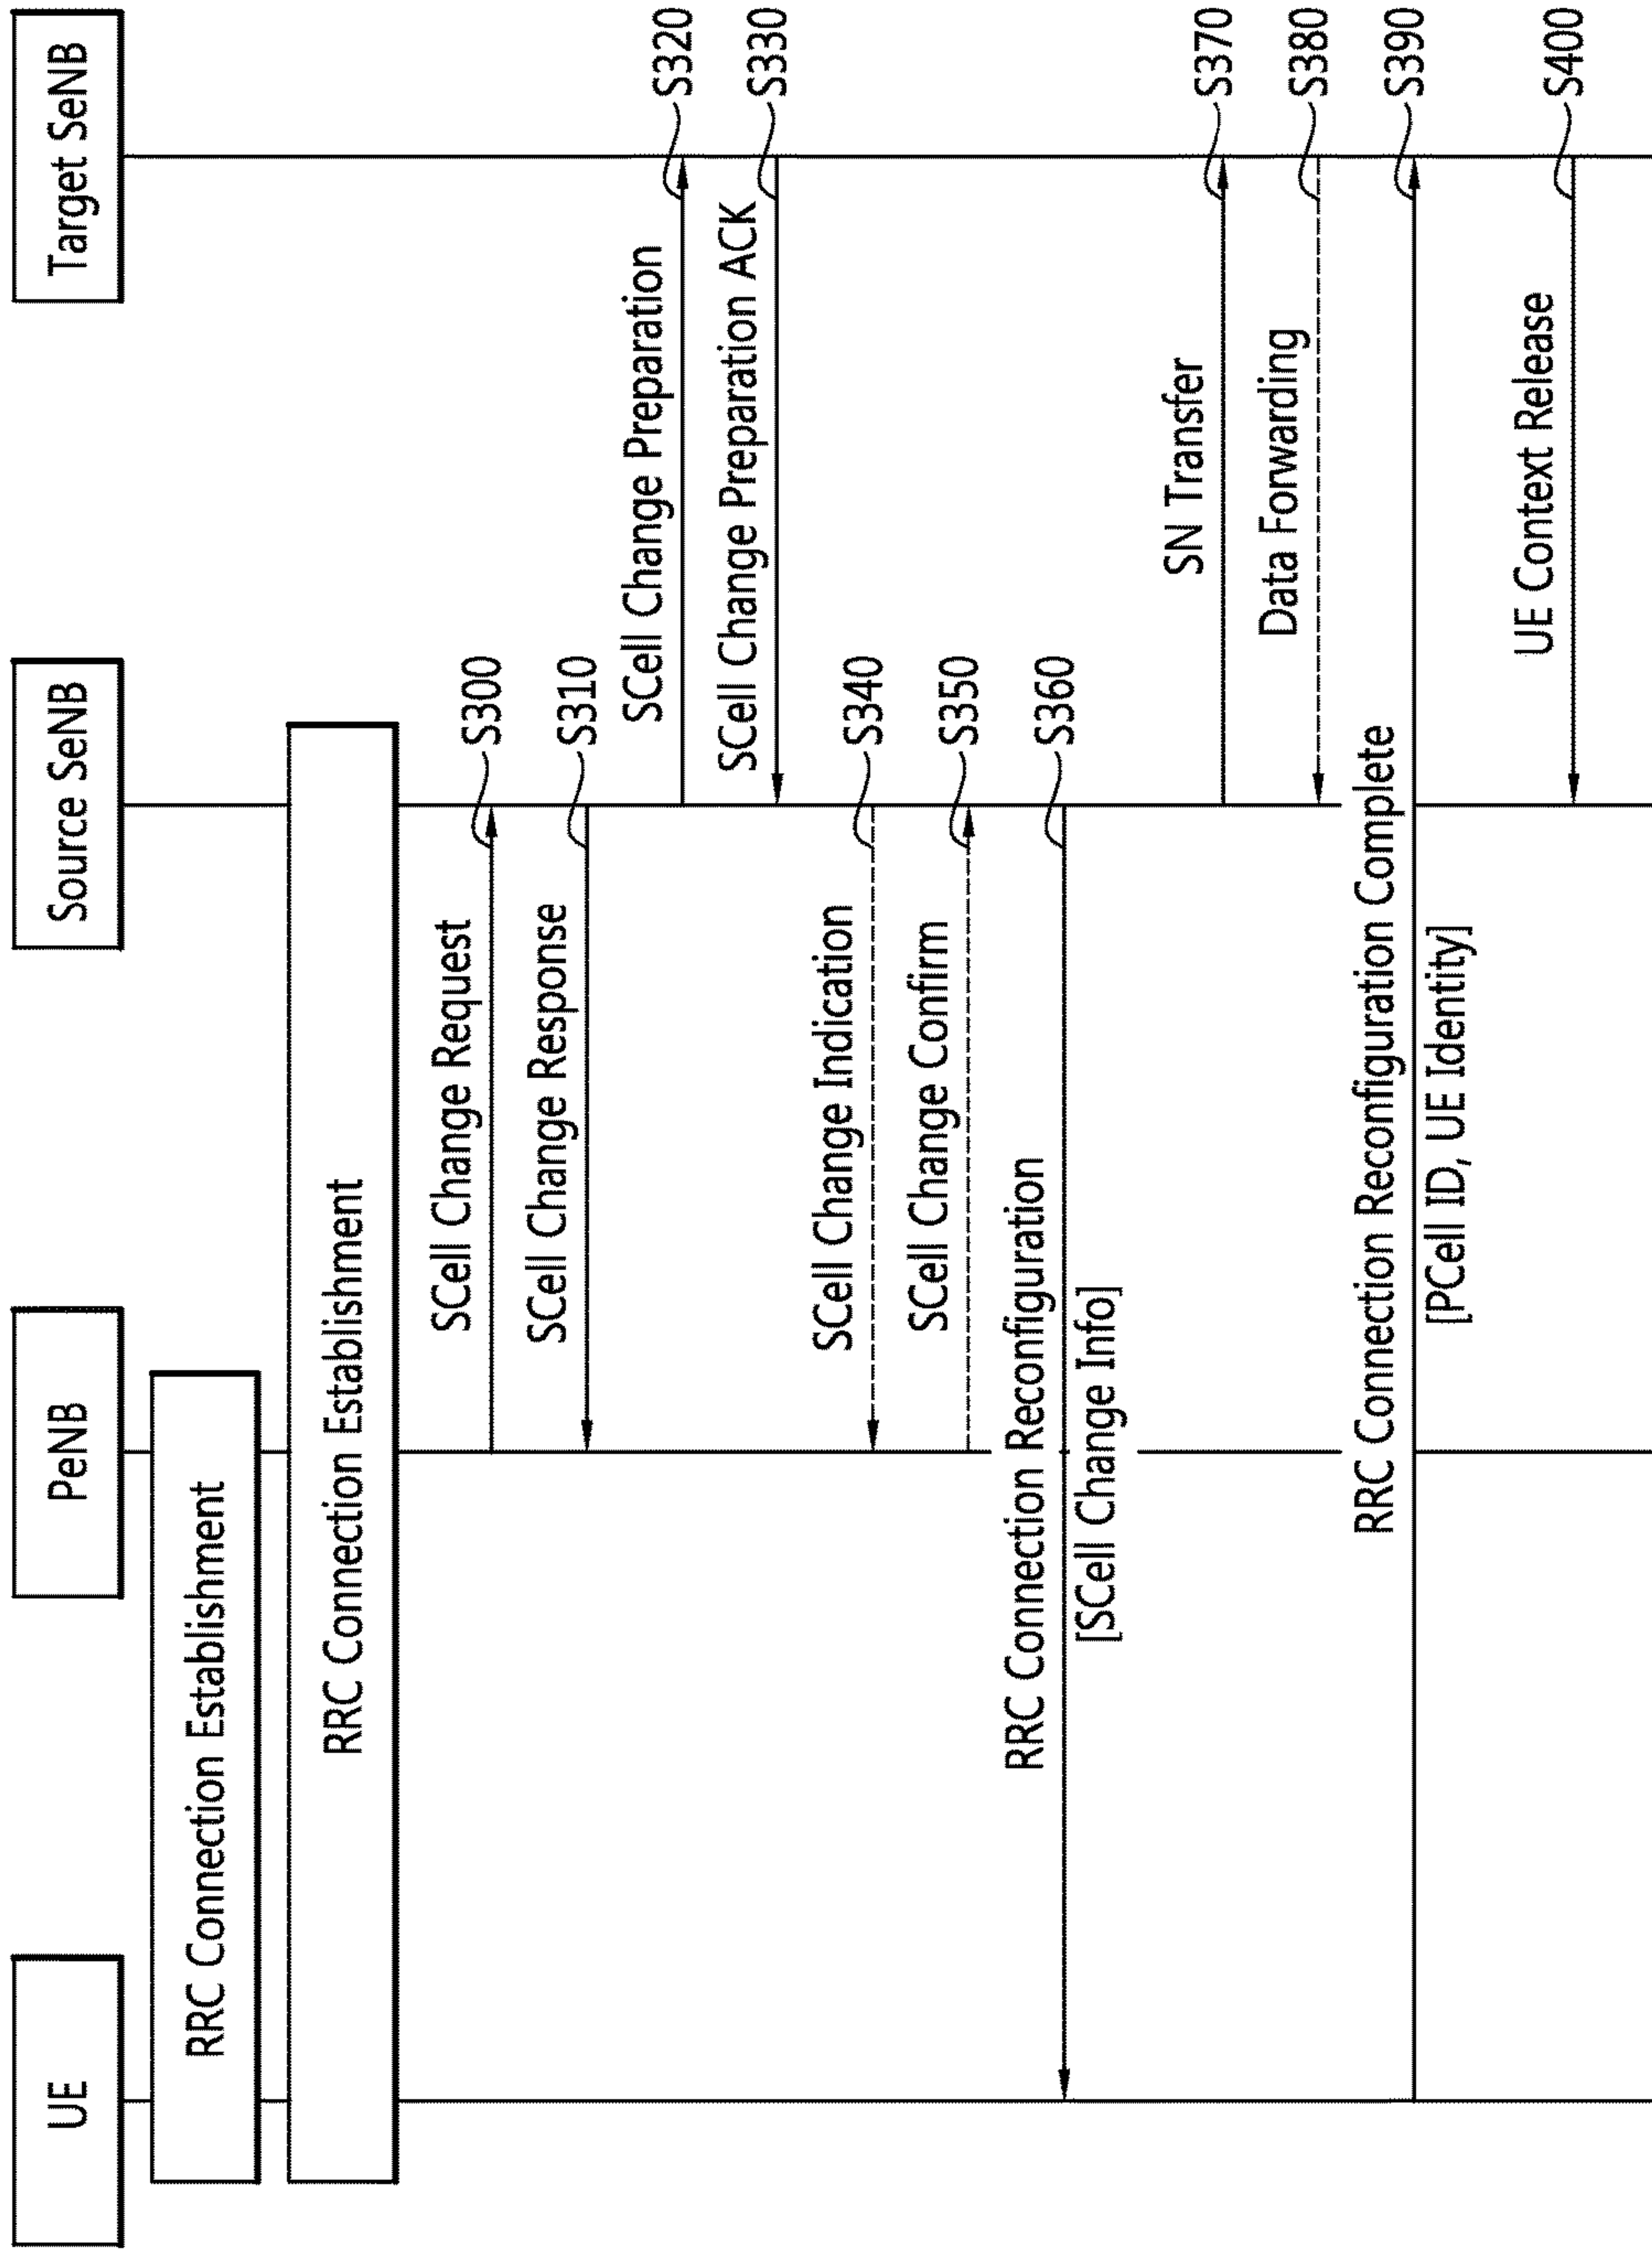 UE
PeNB
Source SeNB
Target SeNB
RRC Connection Establishment
RRC Connection Establishment
SCell Change Request
S300
SCell Change Response
S310
SCell Change Preparation
S320
SCell Change Preparation ACK
S330
SCell Change Indication
S340
SCell Change Confirm
S350
RRC Connection Reconfiguration
S360
[SCell Change Info]
SN Transfer
S370
Data Forwarding
S380
RRC Connection Reconfiguration Complete
S390
[PCell ID, UE Identity]
UE Context Release
S400